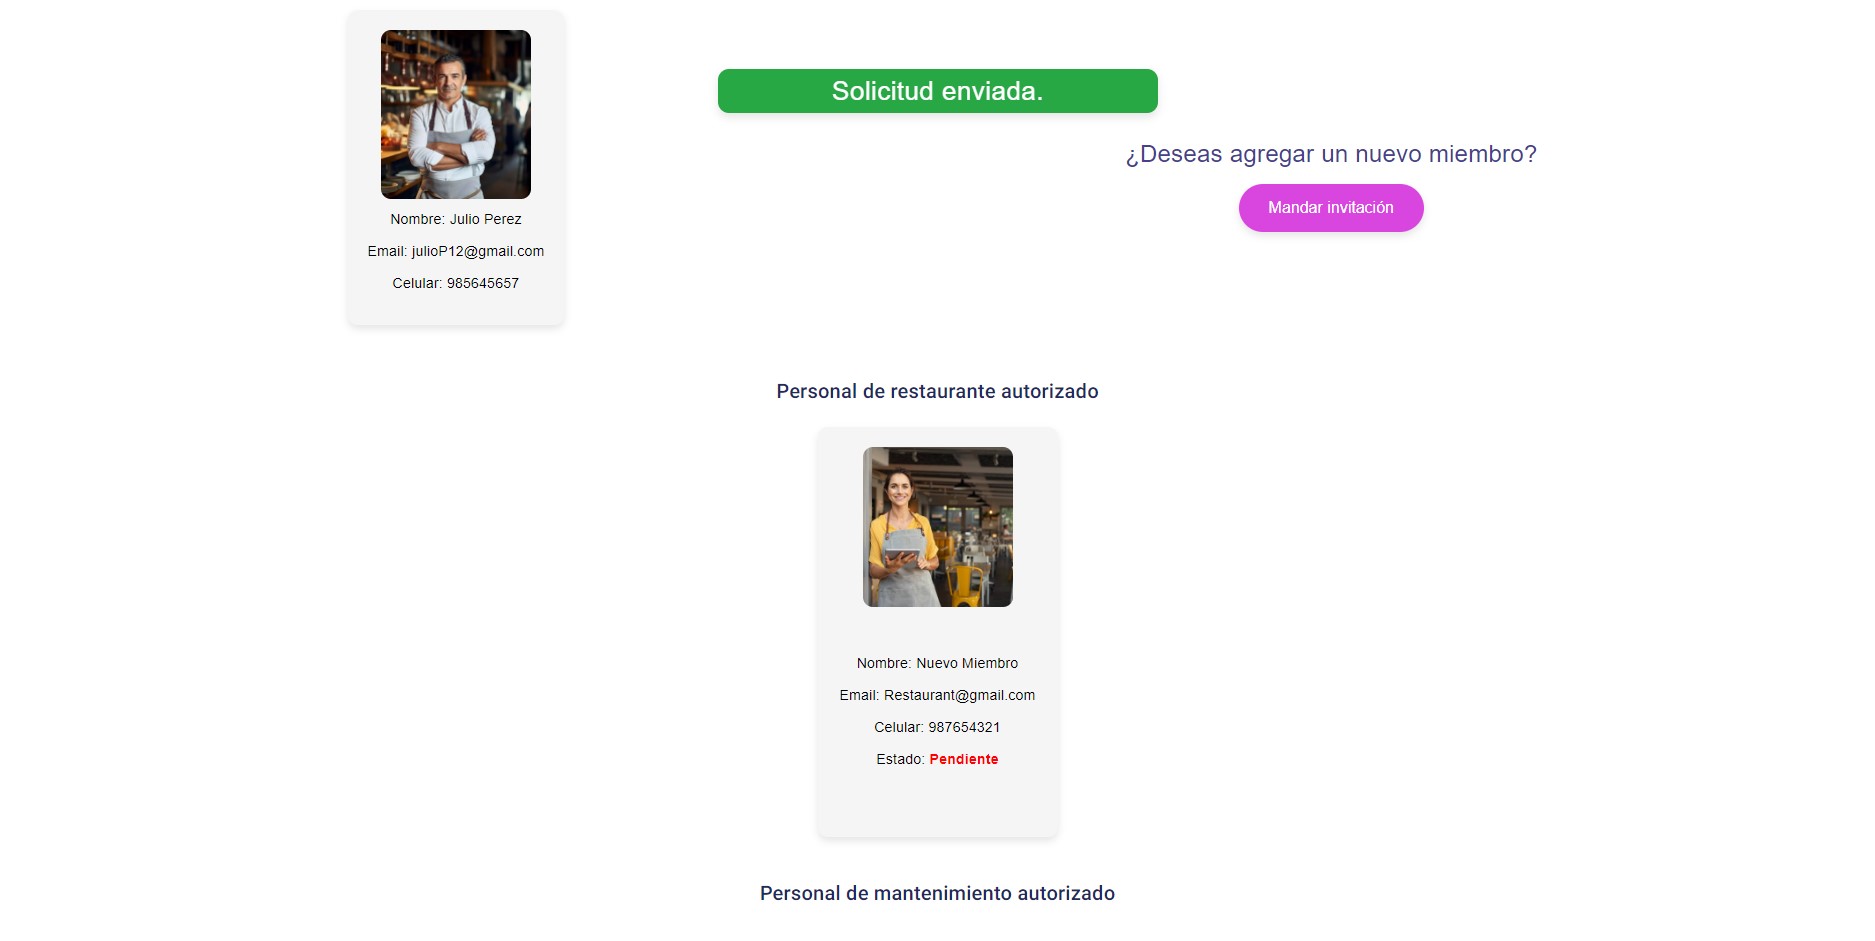 Solicitud enviada.
¿Deseas agregar un nuevo miembro?
Mandar invitación
Nombre: Julio Perez
Email: julioP12@gmail.com
Celular: 985645657
Personal de restaurante autorizado
Nombre: Nuevo Miembro
Email: Restaurant@gmail.com
Celular: 987654321
Estado: Pendiente
Personal de mantenimiento autorizado